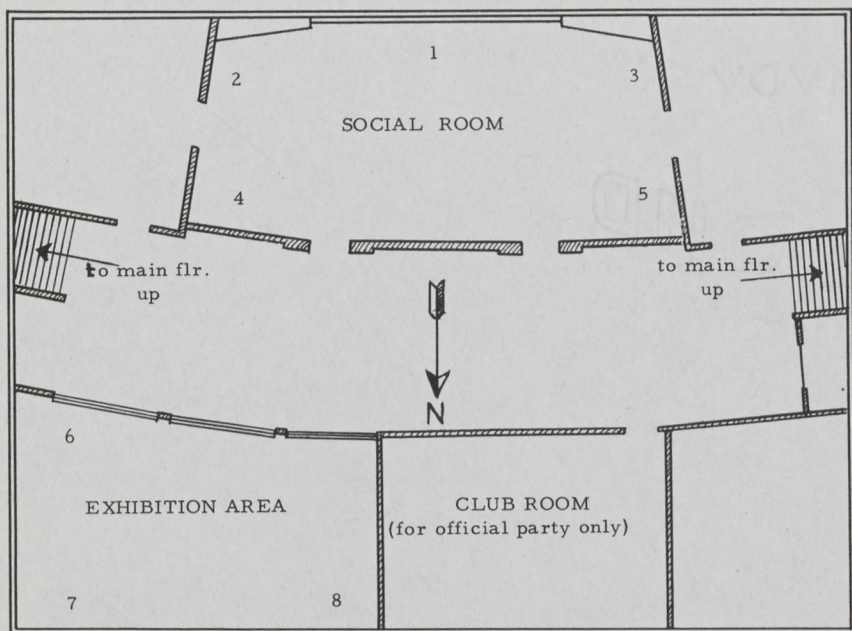 1
2
3
SOCIAL ROOM
4
5
to main flr.
up
to main flr.
up
N
6
EXHIBITION AREA
CLUB ROOM
(for official party only)
7
8